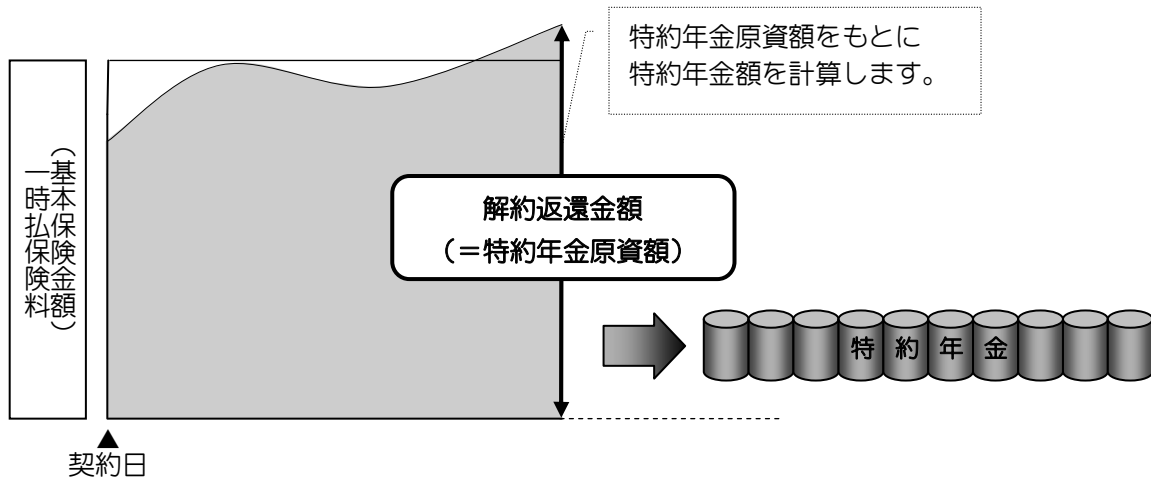 特約年金原資額をもとに
特約年金額を計算します。
一時払保険料
（基本保険金額）
解約返還金額
（＝特約年金原資額）
特約年金
契約日